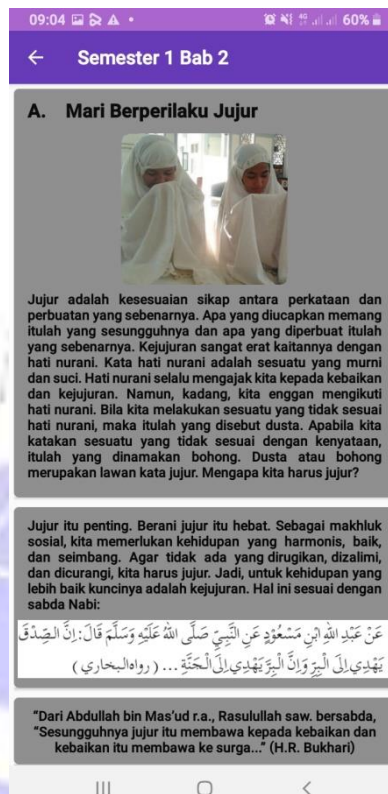 09:04
4G 60%
Semester 1 Bab 2
A. Mari Berperilaku Jujur
Jujur adalah kesesuaian sikap antara perkataan dan
perbuatan yang sebenarnya. Apa yang diucapkan memang
itulah yang sesungguhnya dan apa yang diperbuat itulah
yang sebenarnya. Kejujuran sangat erat kaitannya dengan
hati nurani. Kata hati nurani adalah sesuatu yang murni
dan suci. Hati nurani selalu mengajak kita kepada kebaikan
dan kejujuran. Namun, kadang, kita enggan mengikuti
hati nurani. Bila kita melakukan sesuatu yang tidak sesuai
hati nurani, maka itulah yang disebut dusta. Apabila kita
katakan sesuatu yang tidak sesuai dengan kenyataan,
itulah yang dinamakan bohong. Dusta atau bohong
merupakan lawan kata jujur. Mengapa kita harus jujur?
Jujur itu penting. Berani jujur itu hebat. Sebagai makhluk
sosial, kita memerlukan kehidupan yang harmonis, baik,
dan seimbang. Agar tidak ada yang dirugikan, dizalimi,
dan dicurangi, kita harus jujur. Jadi, untuk kehidupan yang
lebih baik kuncinya adalah kejujuran. Hal ini sesuai dengan
sabda Nabi:
عَنْ عَبْدِ اللهِ ابْنِ مَسْعُوْدٍ عَنِ النَّبِيِّ صَلَّى اللهُ عَلَيْهِ وَسَلَّمَ قَالَ: إِنَّ الصِّدْقَ
يَهْدِي إِلَى الْبِرِّ وَإِنَّ الْبِرَّ يَهْدِي إِلَى الْجَنَّةِ ... ( رواه البخاري )
"Dari Abdullah bin Mas'ud r.a., Rasulullah saw. bersabda,
"Sesungguhnya jujur itu membawa kepada kebaikan dan
kebaikan itu membawa ke surga..." (H.R. Bukhari)